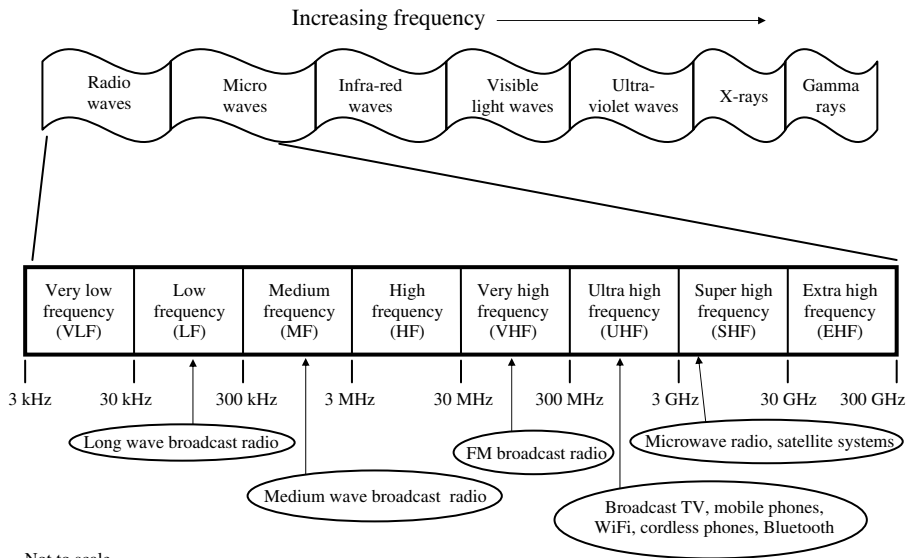 Increasing frequency
Radio
waves
Micro
waves
Infra-red
waves
Visible
light waves
Ultra-
violet waves
X-rays
Gamma
rays
Very low
frequency
(VLF)
Low
frequency
(LF)
Medium
frequency
(MF)
High
frequency
(HF)
Very high
frequency
(VHF)
Ultra high
frequency
(UHF)
Super high
frequency
(SHF)
Extra high
frequency
(EHF)
3 kHz
30 kHz
300 kHz
3 MHz
30 MHz
300 MHz
3 GHz
30 GHz
300 GHz
Long wave broadcast radio
FM broadcast radio
Microwave radio, satellite systems
Medium wave broadcast radio
Broadcast TV, mobile phones,
WiFi, cordless phones, Bluetooth
Not to scale